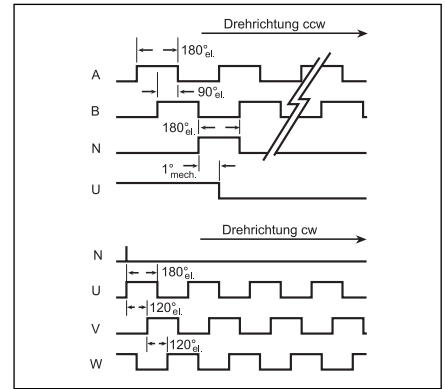 Drehrichtung ccw
180°el.
A
90°el.
B
180°el.
N
1°mech.
U
Drehrichtung cw
N
180°el.
U
120°el.
V
120°el.
W